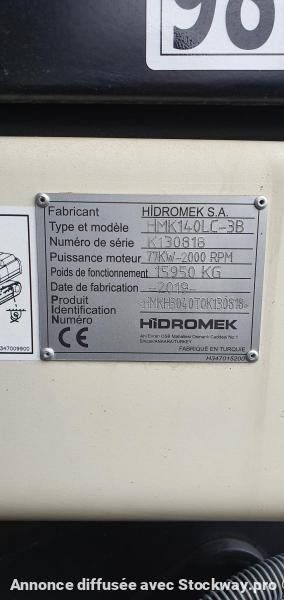 98
Fabricant HİDROMEK S.A.
Type et modèle HMK140LC-3B
Numéro de série K130818
Puissance moteur 77KW-2000 RPM
Poids de fonctionnement 15950 KG
Date de fabrication -2019-
Produit
Identification
Numéro
HİDROMEK
FABRIQUÉ EN TURQUIE
H347015200
CE
347009900
Annonce diffusée avec Stockway.pro ©